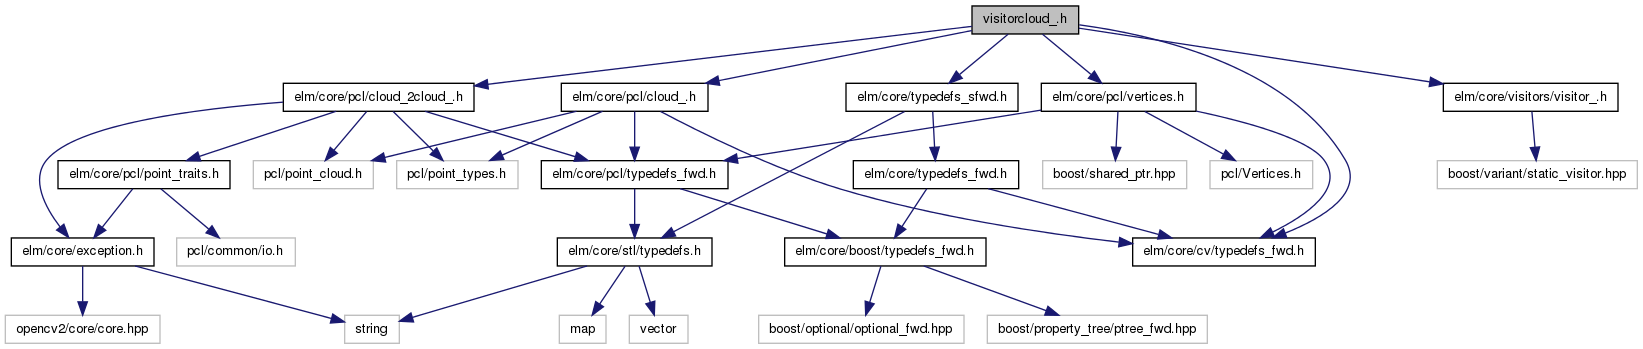 visitorcloud_.h
elm/core/pcl/cloud_2cloud_.h
elm/core/pcl/cloud_.h
elm/core/typedefs_sfwd.h
elm/core/pcl/vertices.h
elm/core/visitors/visitor_.h
elm/core/pcl/point_traits.h
pcl/point_cloud.h
pcl/point_types.h
elm/core/pcl/typedefs_fwd.h
elm/core/typedefs_fwd.h
boost/shared_ptr.hpp
pcl/Vertices.h
boost/variant/static_visitor.hpp
elm/core/exception.h
pcl/common/io.h
elm/core/stl/typedefs.h
elm/core/boost/typedefs_fwd.h
elm/core/cv/typedefs_fwd.h
opencv2/core/core.hpp
string
map
vector
boost/optional/optional_fwd.hpp
boost/property_tree/ptree_fwd.hpp